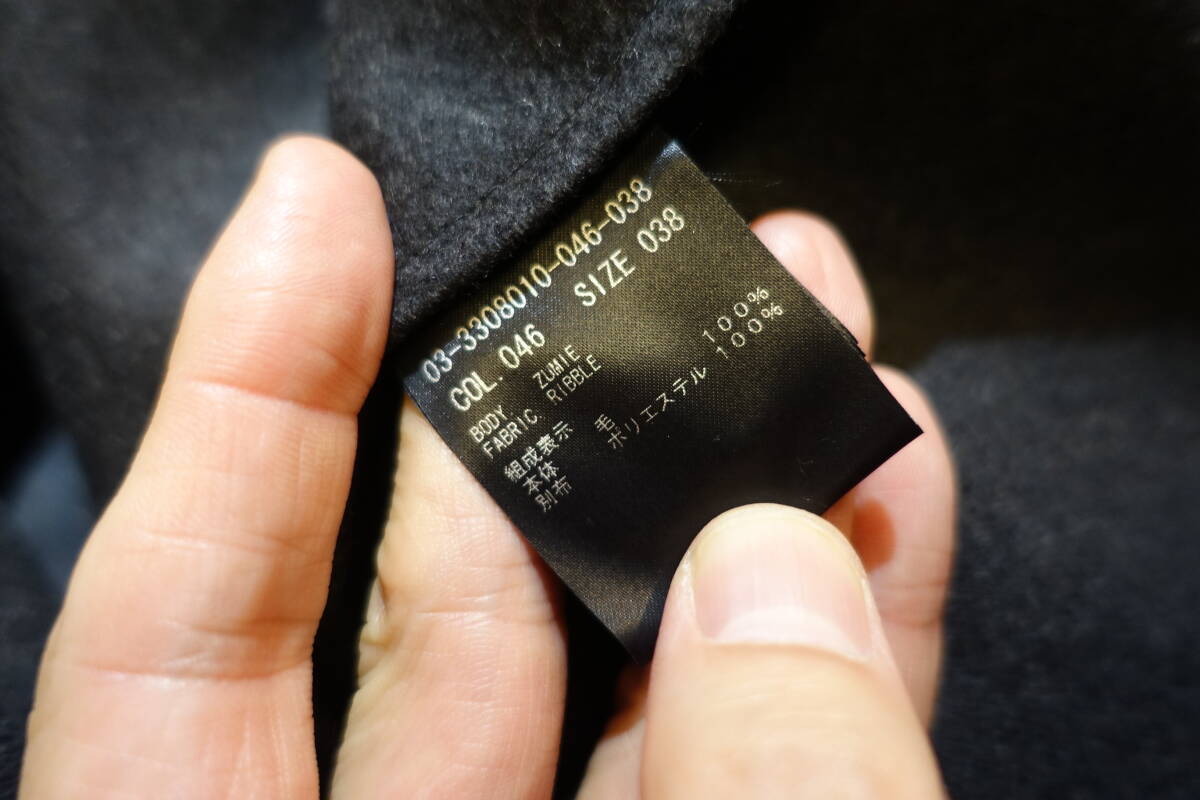 03-3308010-046-038
COL. 046 SIZE 038
BODY ZUMIE
FABRIC RIBBLE
組成表示
本体 毛 100%
別布 ポリエステル 100%